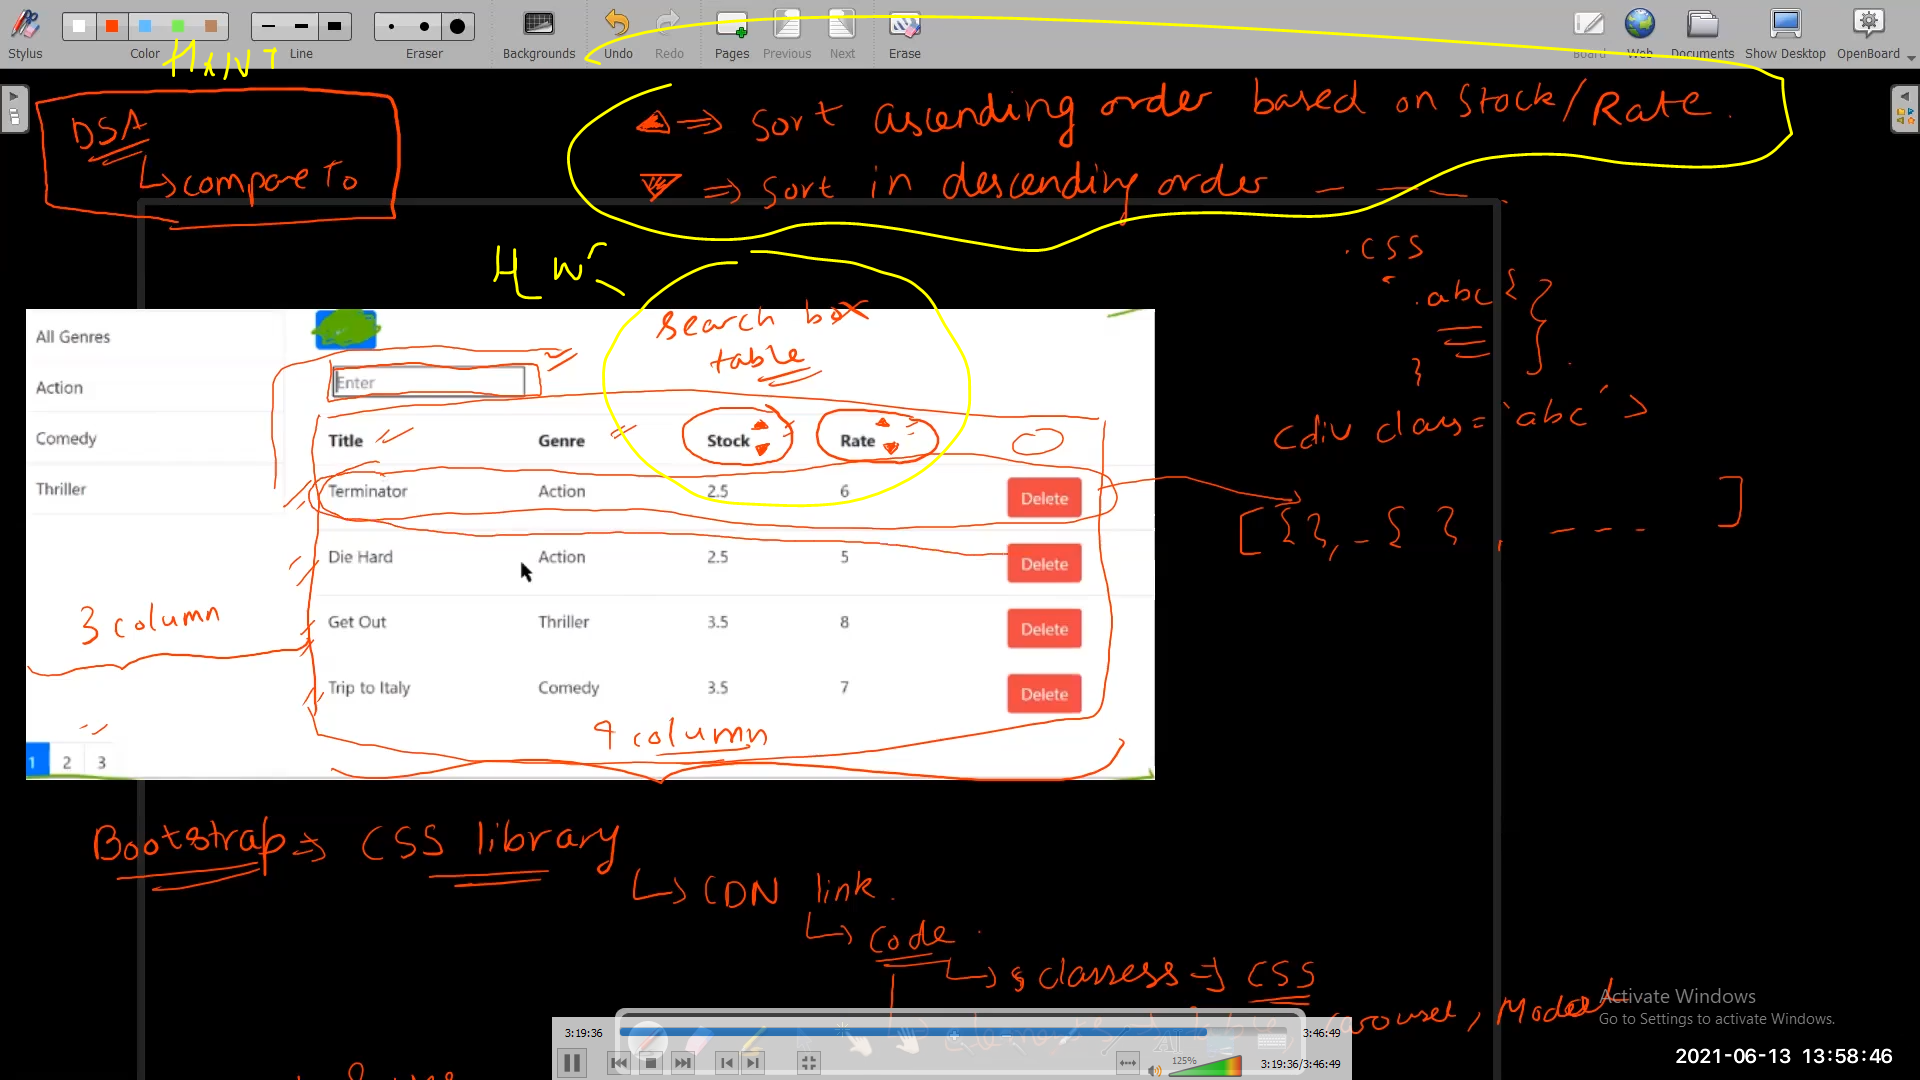 Stylus
Color
Line
Eraser
Backgrounds
Undo
Redo
Pages
Previous
Next
Erase
Board
Web
Documents
Show Desktop
OpenBoard
HINT
DSA
compare To
⇒ Sort ascending order based on Stock/Rate.
⇒ Sort in descending order
HW
.css
.abc { }
}
<div class='abc'>
search box
table
All Genres
Action
Comedy
Thriller
Enter
Title Genre Stock Rate
Terminator Action 2.5 6 Delete
Die Hard Action 2.5 5 Delete
Get Out Thriller 3.5 8 Delete
Trip to Italy Comedy 3.5 7 Delete
[{}, - { }, --- ]
3 column
9 column
1 2 3
Bootstrap ⇒ CSS library
CDN link.
Code
classess ⇒ CSS
carousel, Model
Activate Windows
Go to Settings to activate Windows.
3:19:36
3:46:49
125%
3:19:36/3:46:49
2021-06-13 13:58:46